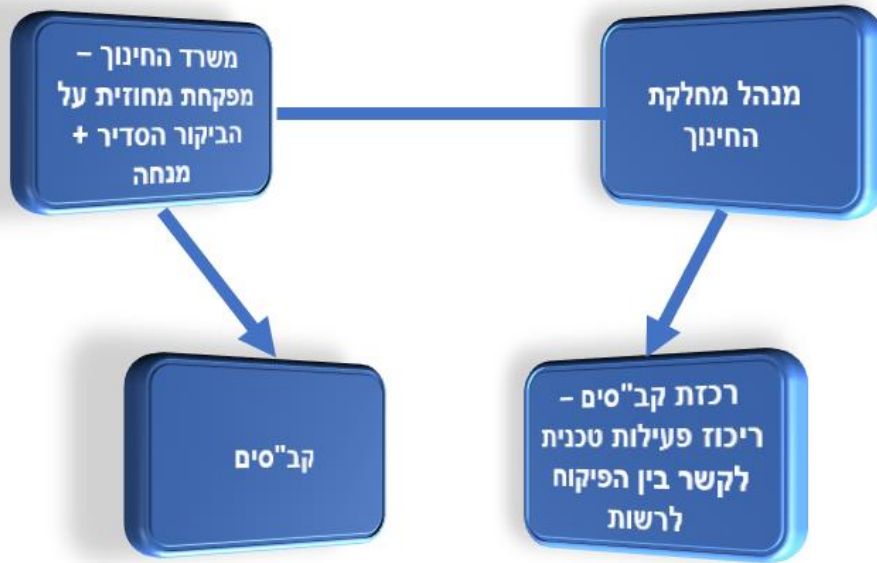 מנהל מחלקת
החינוך
משרד החינוך –
מפקחת מחוזית על
הביקור הסדיר +
מנחה
רכזת קב"סים –
ריכוז פעילות טכנית
לקשר בין הפיקוח
לרשות
קב"סים